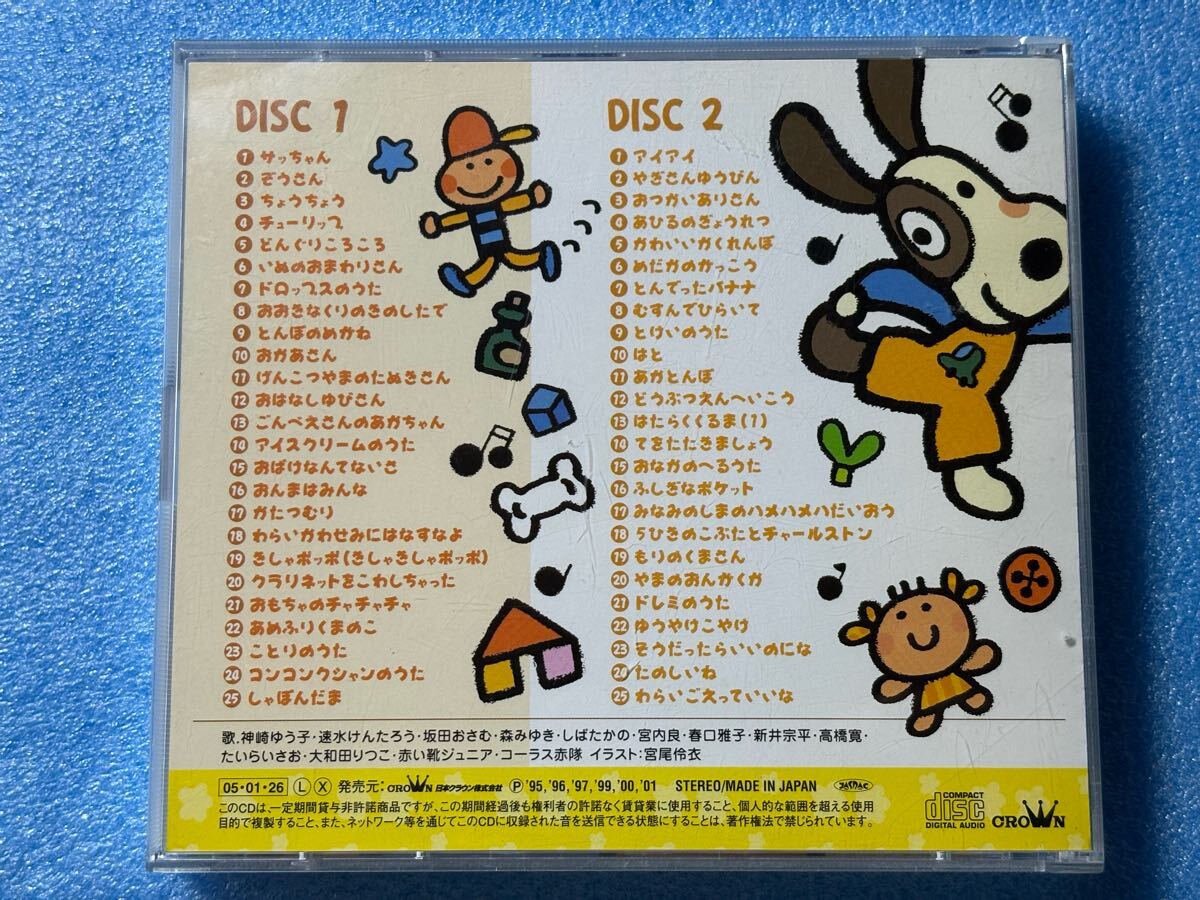 DISC 1
1 サっちゃん
2 ぞうさん
3 ちょうちょう
4 チューリップ
5 どんぐりころころ
6 いぬのおまわりさん
7 ドロップスのうた
8 おおきなくりのきのしたで
9 とんぼのめがね
10 おかあさん
11 げんこつやまのたぬきさん
12 おはなしゆびさん
13 ごんべえさんのあかちゃん
14 アイスクリームのうた
15 おばけなんてないさ
16 おんまはみんな
17 かたつむり
18 わらいかわせみにはなすなよ
19 きしゃポッポ(きしゃきしゃポッポ)
20 クラリネットをこわしちゃった
21 おもちゃのチャチャチャ
22 あめふりくまのこ
23 ことりのうた
24 コンコンクシャンのうた
25 しゃぼんだま
DISC 2
1 アイアイ
2 やぎさんゆうびん
3 おつかいありさん
4 あひるのぎょうれつ
5 かわいいかくれんぼ
6 めだかのがっこう
7 とんでったバナナ
8 むすんでひらいて
9 とけいのうた
10 はと
11 あかとんぼ
12 どうぶつえんへいこう
13 はたらくくるま(1)
14 てをたたきましょう
15 おなかのへるうた
16 ふしぎなポケット
17 みなみのしまのハメハメハだいおう
18 5ひきのこぶたとチャールストン
19 もりのくまさん
20 やまのおんがくか
21 ドレミのうた
22 ゆうやけこやけ
23 そうだったらいいのにな
24 たのしいね
25 わらいごえっていいな
歌.神崎ゆう子・速水けんたろう・坂田おさむ・森みゆき・しばたかの・宮内良・春口雅子・新井宗平・高橋寛・
たいらいさお・大和田りつこ・赤い靴ジュニア・コーラス赤隊 イラスト:宮尾怜衣
05・01・26 Ⓛ Ⓧ 発売元:CROWN 日本クラウン株式会社 Ⓟ'95,'96,'97,'99,'00,'01 STEREO/MADE IN JAPAN JASRAC
このCDは、一定期間貸与非許諾商品ですが、この期間経過後も権利者の許諾なく賃貸業に使用すること、個人的な範囲を超える使用
目的で複製すること、また、ネットワーク等を通じてこのCDに収録された音を送信できる状態にすることは、著作権法で禁じられています。
COMPACT disc DIGITAL AUDIO
CROWN